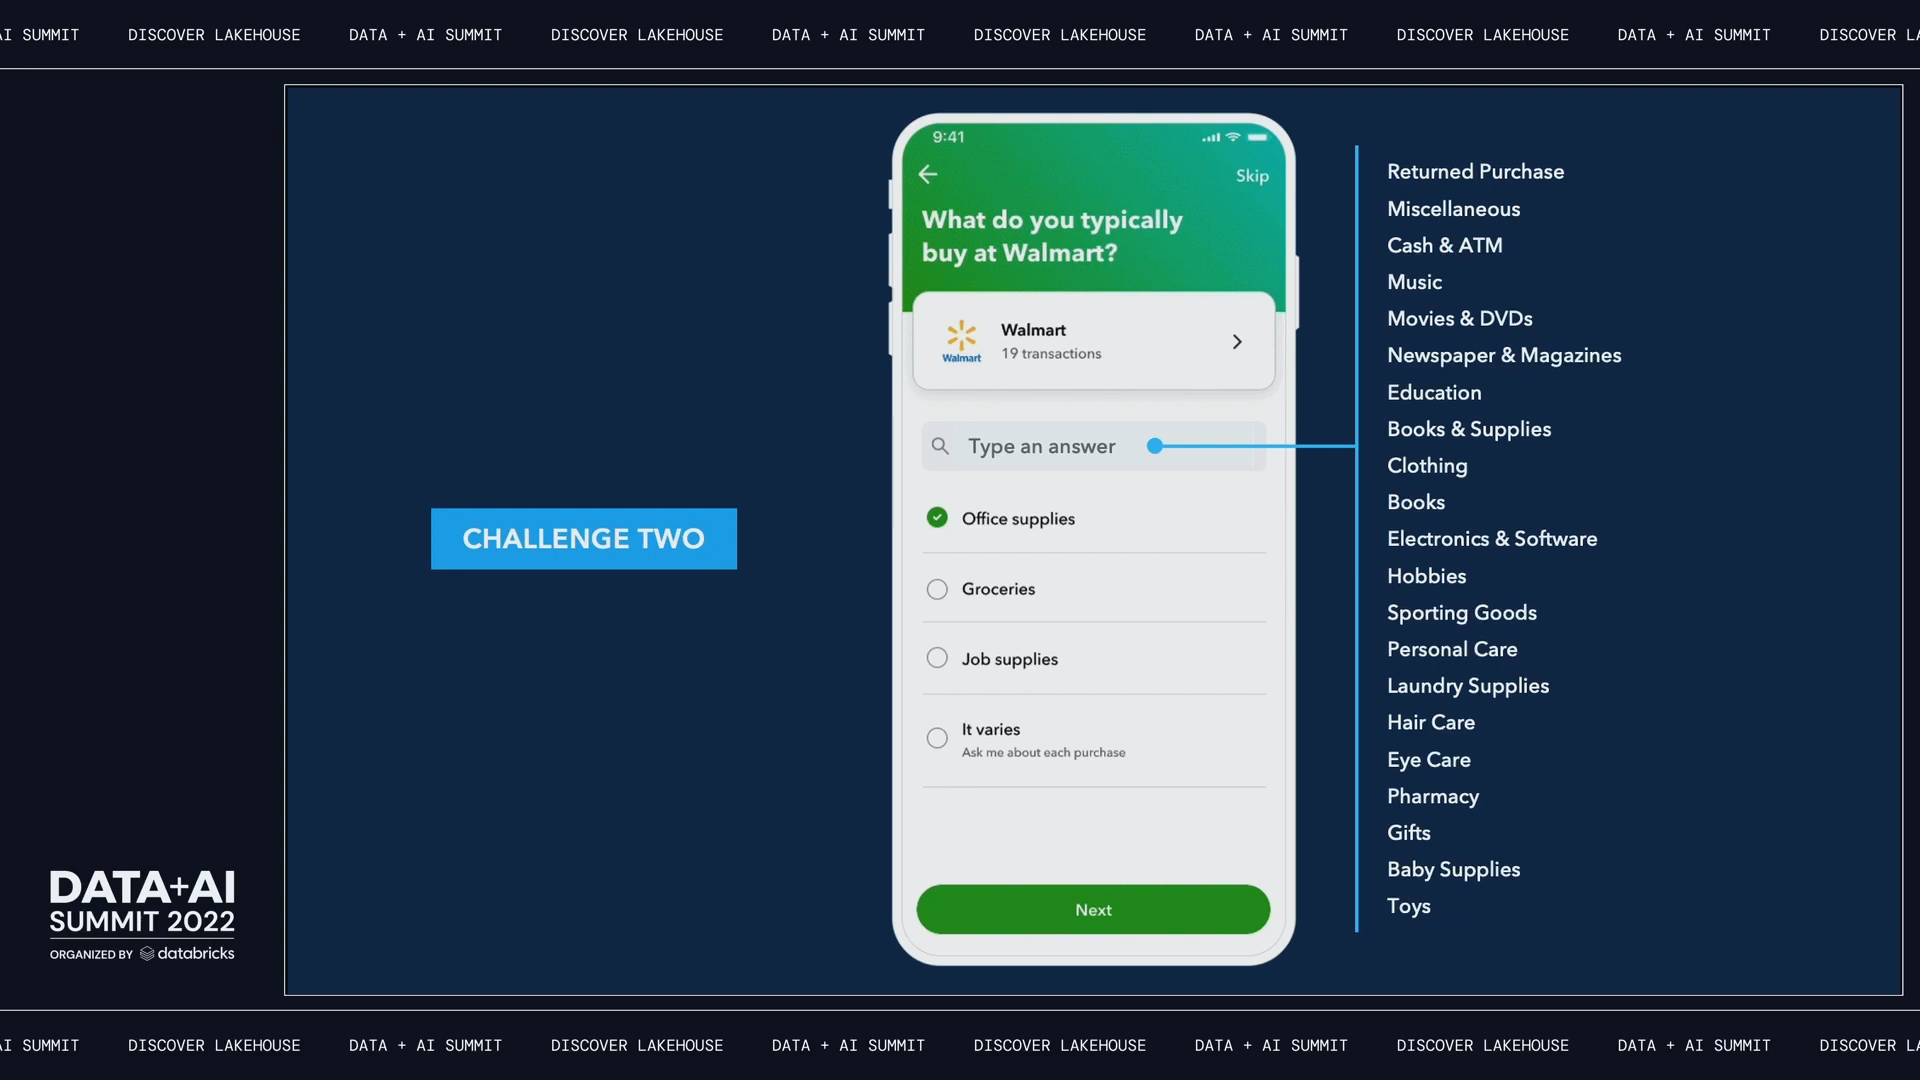 AI SUMMIT DISCOVER LAKEHOUSE DATA + AI SUMMIT DISCOVER LAKEHOUSE DATA + AI SUMMIT DISCOVER LAKEHOUSE DATA + AI SUMMIT DISCOVER LAKEHOUSE DATA + AI SUMMIT DISCOVER LA
CHALLENGE TWO
9:41
Skip
What do you typically
buy at Walmart?
Walmart
Walmart
19 transactions
Type an answer
Office supplies
Groceries
Job supplies
It varies
Ask me about each purchase
Next
Returned Purchase
Miscellaneous
Cash & ATM
Music
Movies & DVDs
Newspaper & Magazines
Education
Books & Supplies
Clothing
Books
Electronics & Software
Hobbies
Sporting Goods
Personal Care
Laundry Supplies
Hair Care
Eye Care
Pharmacy
Gifts
Baby Supplies
Toys
DATA+AI
SUMMIT 2022
ORGANIZED BY databricks
AI SUMMIT DISCOVER LAKEHOUSE DATA + AI SUMMIT DISCOVER LAKEHOUSE DATA + AI SUMMIT DISCOVER LAKEHOUSE DATA + AI SUMMIT DISCOVER LAKEHOUSE DATA + AI SUMMIT DISCOVER LA